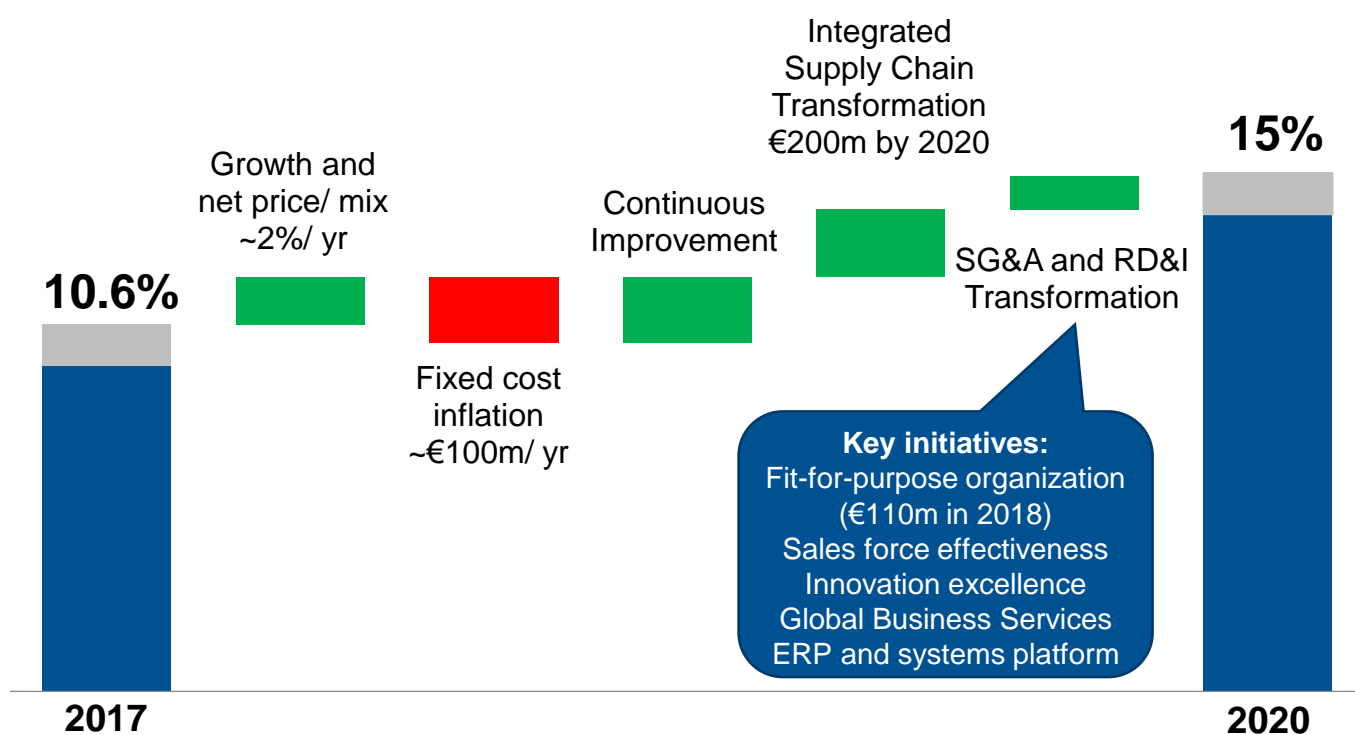 10.6%
Growth and
net price/ mix
~2%/ yr
Fixed cost
inflation
~€100m/ yr
Continuous
Improvement
Integrated
Supply Chain
Transformation
€200m by 2020
SG&A and RD&I
Transformation
Key initiatives:
Fit-for-purpose organization
(€110m in 2018)
Sales force effectiveness
Innovation excellence
Global Business Services
ERP and systems platform
15%
2017
2020